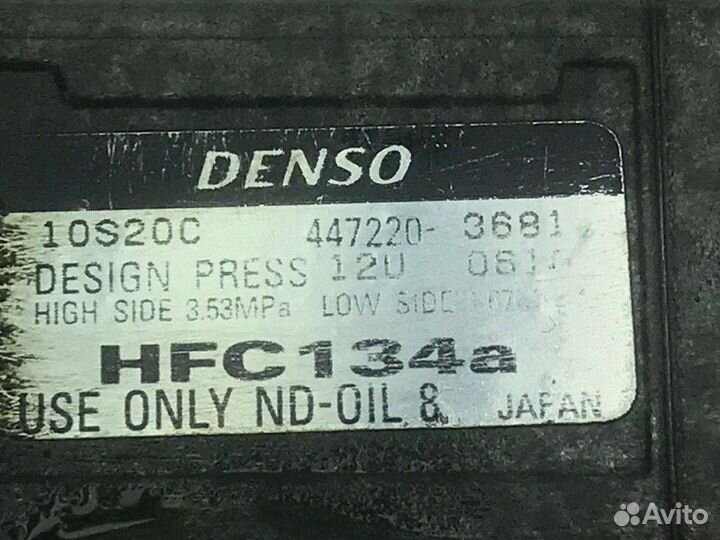 DENSO
10S20C 447220- 3681
DESIGN PRESS 12U
HIGH SIDE 3.53MPa LOW SIDE
HFC134a
USE ONLY ND-OIL 8 JAPAN
Avito